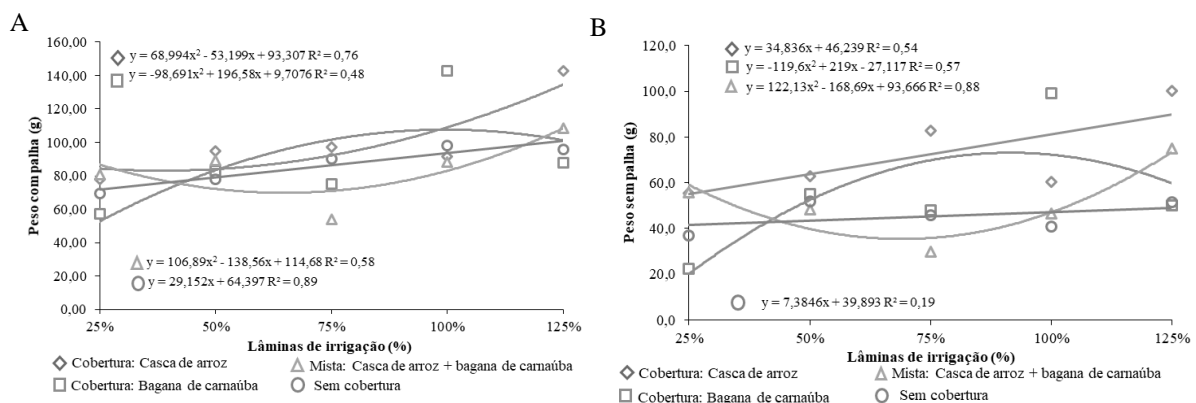 A
160,00
140,00
120,00
100,00
80,00
60,00
40,00
20,00
0,00
Peso com palha (g)
y = 68,994x² - 53,199x + 93,307 R² = 0,76
y = -98,691x² + 196,58x + 9,7076 R² = 0,48
y = 106,89x² - 138,56x + 114,68 R² = 0,58
y = 29,152x + 64,397 R² = 0,89
25% 50% 75% 100% 125%
Lâminas de irrigação (%)
Cobertura: Casca de arroz
Mista: Casca de arroz + bagana de carnaúba
Cobertura: Bagana de carnaúba
Sem cobertura
B
120,0
100,0
80,0
60,0
40,0
20,0
0,0
Peso sem palha (g)
y = 34,836x + 46,239 R² = 0,54
y = -119,6x² + 219x - 27,117 R² = 0,57
y = 122,13x² - 168,69x + 93,666 R² = 0,88
y = 7,3846x + 39,893 R² = 0,19
25% 50% 75% 100% 125%
Lâminas de irrigação (%)
Cobertura: Casca de arroz
Mista: Casca de arroz + bagana de carnaúba
Cobertura: Bagana de carnaúba
Sem cobertura